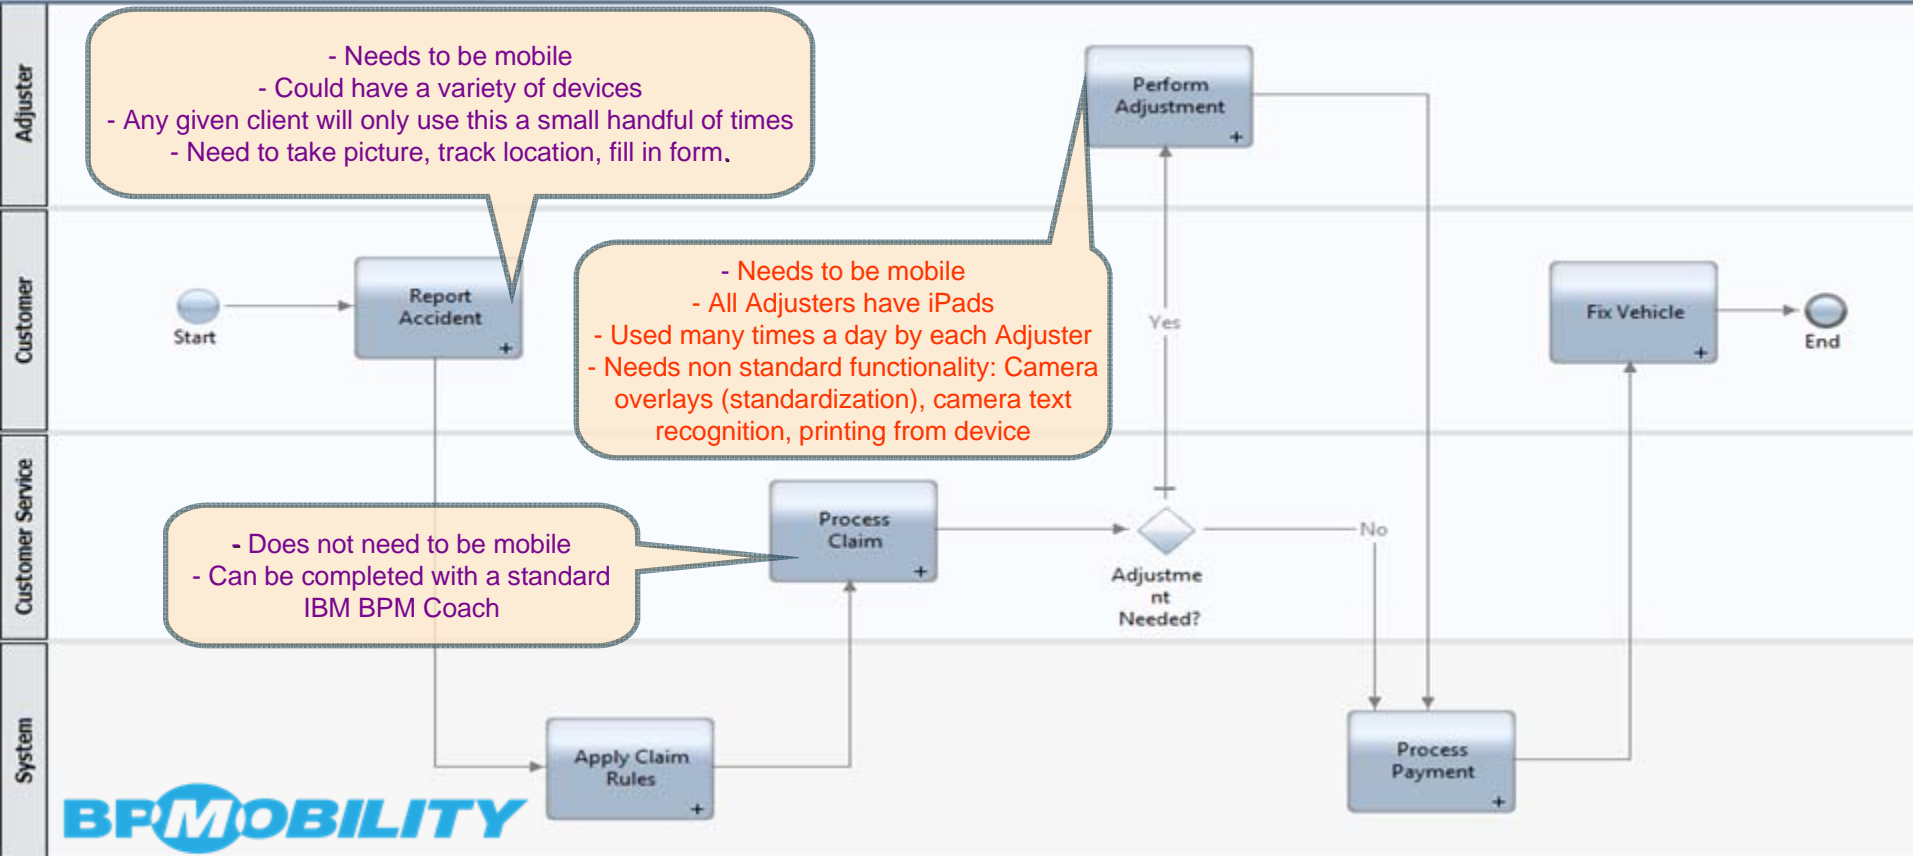 Adjuster
- Needs to be mobile
- Could have a variety of devices
- Any given client will only use this a small handful of times
- Need to take picture, track location, fill in form.
Perform
Adjustment
Customer
Start
Report
Accident
- Needs to be mobile
- All Adjusters have iPads
- Used many times a day by each Adjuster
- Needs non standard functionality: Camera
overlays (standardization), camera text
recognition, printing from device
Yes
Fix Vehicle
End
Customer Service
- Does not need to be mobile
- Can be completed with a standard
IBM BPM Coach
Process
Claim
Adjustme
nt
Needed?
No
System
Apply Claim
Rules
Process
Payment
BPMOBILITY